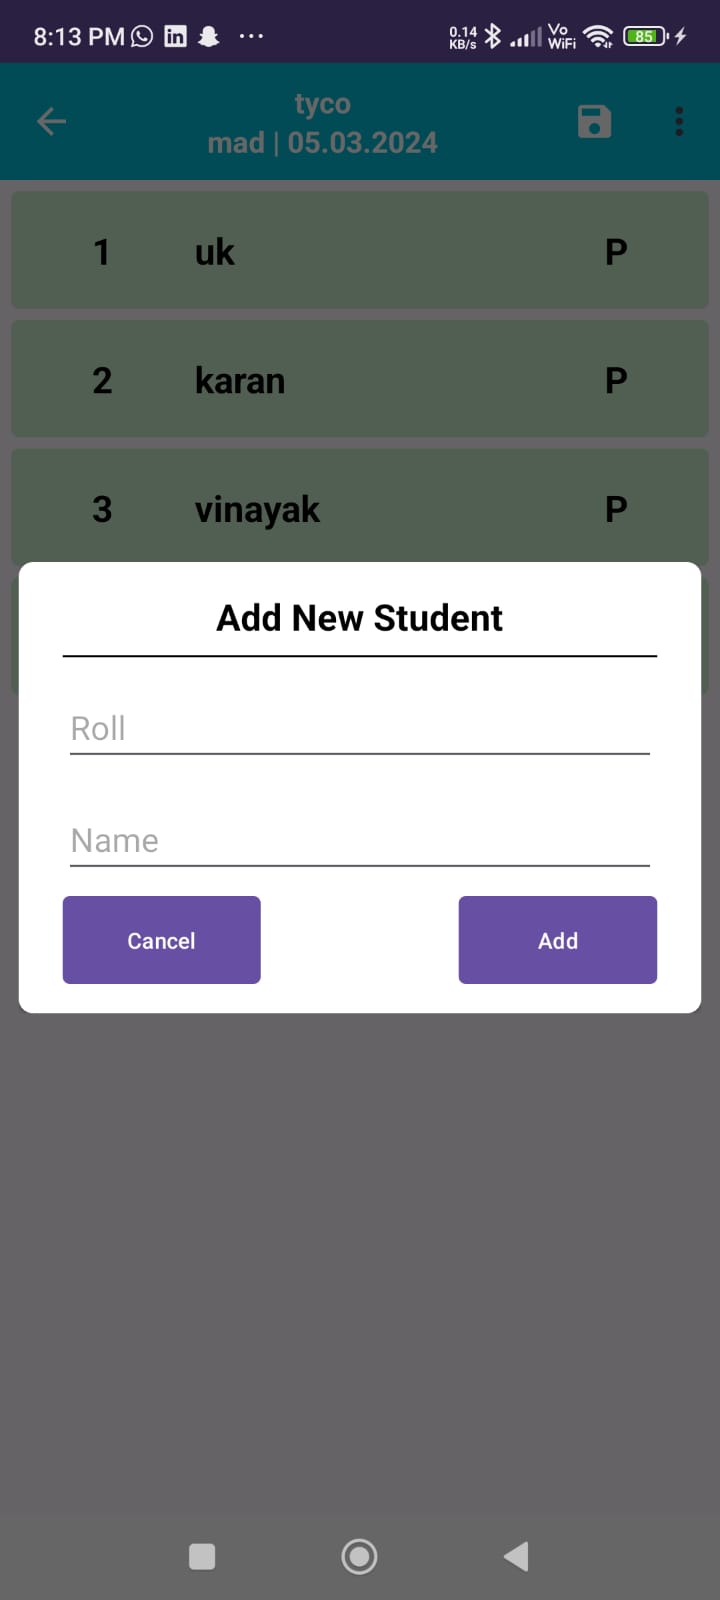 8:13 PM in ... 0.14 KB/s Vo WiFi 85
tyco
mad | 05.03.2024
1 uk P
2 karan P
3 vinayak P
Add New Student
Roll
Name
Cancel Add